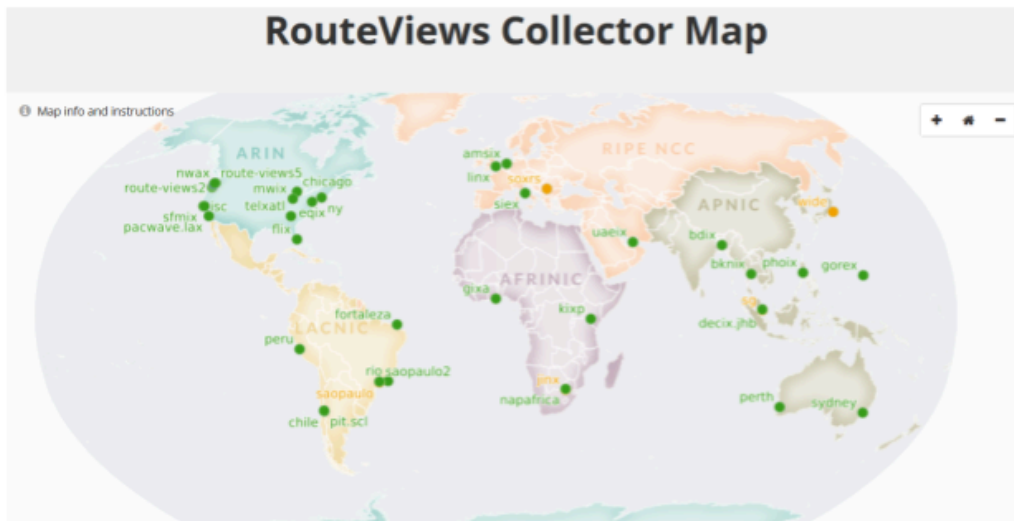 RouteViews Collector Map
Map info and instructions
ARIN
RIPE NCC
APNIC
AFRINIC
LACNIC
nwax route-views5
route-views2
mwix chicago
isc
telxatl eqix ny
sfmix
pacwave.lax flix
amsix
linx soxrs
siex
wide
uaeix
bdix
bknix phoix gorex
sg
decix.jhb
gixa
kixp
fortaleza
peru
rio saopaulo2
saopaulo
chile pit.scl
jinx
napafrica
perth sydney